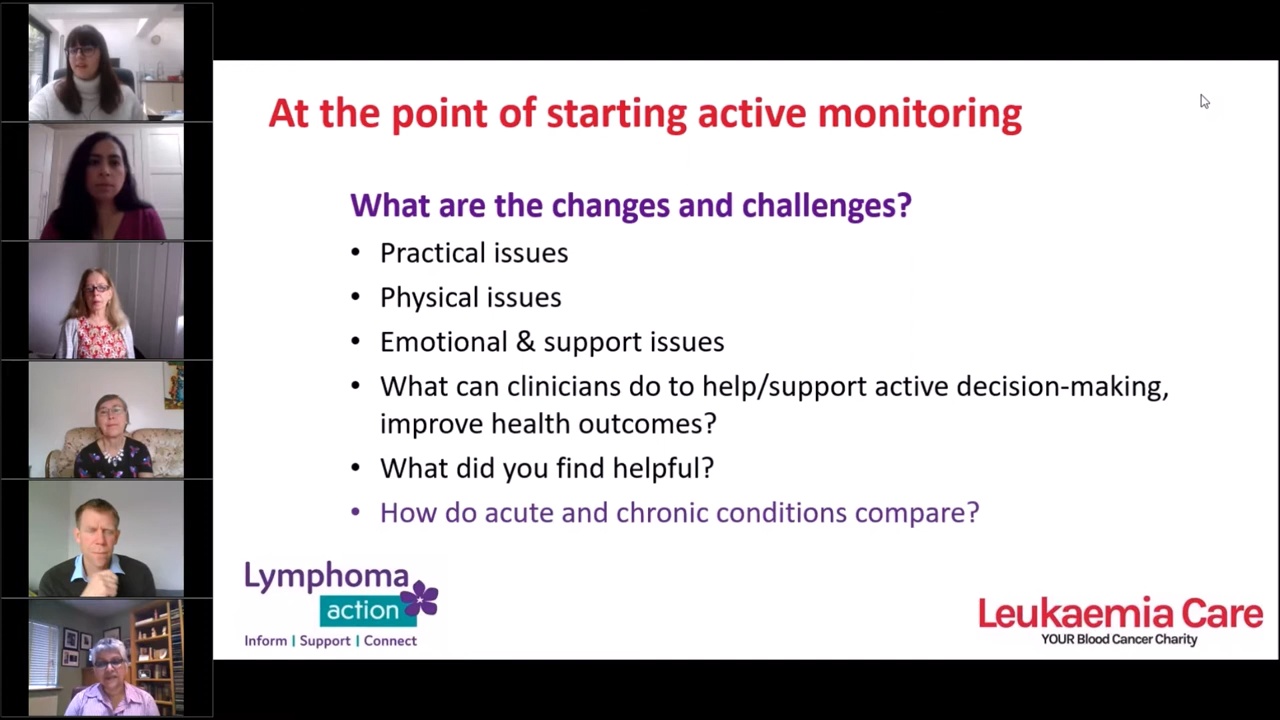 At the point of starting active monitoring
What are the changes and challenges?
• Practical issues
• Physical issues
• Emotional & support issues
• What can clinicians do to help/support active decision-making,
improve health outcomes?
• What did you find helpful?
• How do acute and chronic conditions compare?
Lymphoma
action
Inform | Support | Connect
Leukaemia Care
YOUR Blood Cancer Charity